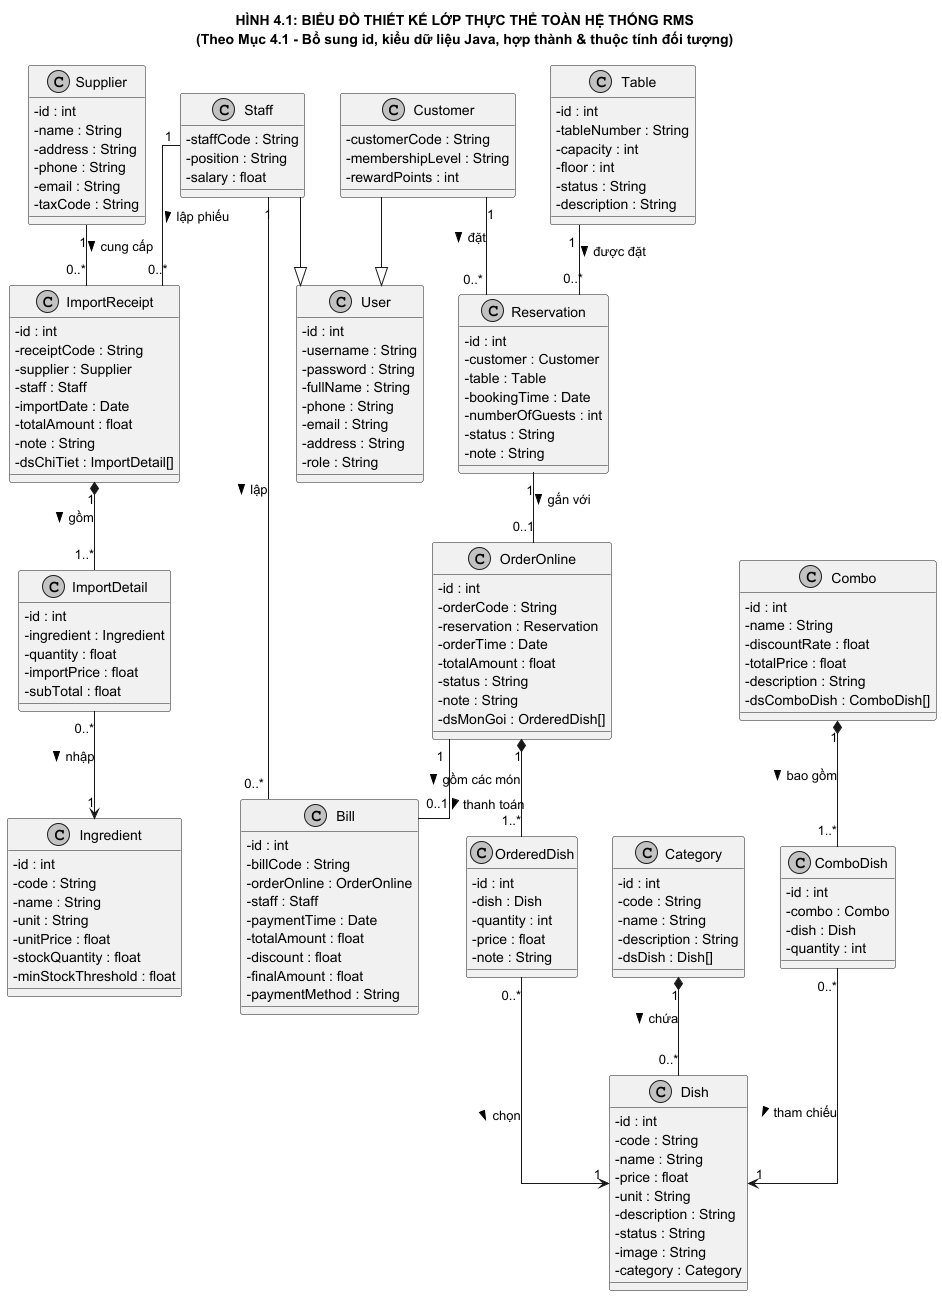 HÌNH 4.1: BIỂU ĐỒ THIẾT KẾ LỚP THỰC THỂ TOÀN HỆ THỐNG RMS
(Theo Mục 4.1 - Bổ sung id, kiểu dữ liệu Java, hợp thành & thuộc tính đối tượng)
C Supplier
-id : int
-name : String
-address : String
-phone : String
-email : String
-taxCode : String
C Staff
-staffCode : String
-position : String
-salary : float
C Customer
-customerCode : String
-membershipLevel : String
-rewardPoints : int
C Table
-id : int
-tableNumber : String
-capacity : int
-floor : int
-status : String
-description : String
1
cung cấp
0..*
1
lập phiếu
0..*
1
đặt
0..*
1
được đặt
0..*
C ImportReceipt
-id : int
-receiptCode : String
-supplier : Supplier
-staff : Staff
-importDate : Date
-totalAmount : float
-note : String
-dsChiTiet : ImportDetail[]
C User
-id : int
-username : String
-password : String
-fullName : String
-phone : String
-email : String
-address : String
-role : String
C Reservation
-id : int
-customer : Customer
-table : Table
-bookingTime : Date
-numberOfGuests : int
-status : String
-note : String
1
gồm
1..*
1
lập
0..*
1
gắn với
0..1
C ImportDetail
-id : int
-ingredient : Ingredient
-quantity : float
-importPrice : float
-subTotal : float
C OrderOnline
-id : int
-orderCode : String
-reservation : Reservation
-orderTime : Date
-totalAmount : float
-status : String
-note : String
-dsMonGoi : OrderedDish[]
C Combo
-id : int
-name : String
-discountRate : float
-totalPrice : float
-description : String
-dsComboDish : ComboDish[]
0..*
nhập
1
1
thanh toán
0..1
1
gồm các món
1..*
1
bao gồm
1..*
C Ingredient
-id : int
-code : String
-name : String
-unit : String
-unitPrice : float
-stockQuantity : float
-minStockThreshold : float
C Bill
-id : int
-billCode : String
-orderOnline : OrderOnline
-staff : Staff
-paymentTime : Date
-totalAmount : float
-discount : float
-finalAmount : float
-paymentMethod : String
C OrderedDish
-id : int
-dish : Dish
-quantity : int
-price : float
-note : String
C Category
-id : int
-code : String
-name : String
-description : String
-dsDish : Dish[]
C ComboDish
-id : int
-combo : Combo
-dish : Dish
-quantity : int
0..*
chọn
1
1
chứa
0..*
0..*
tham chiếu
1
C Dish
-id : int
-code : String
-name : String
-price : float
-unit : String
-description : String
-status : String
-image : String
-category : Category